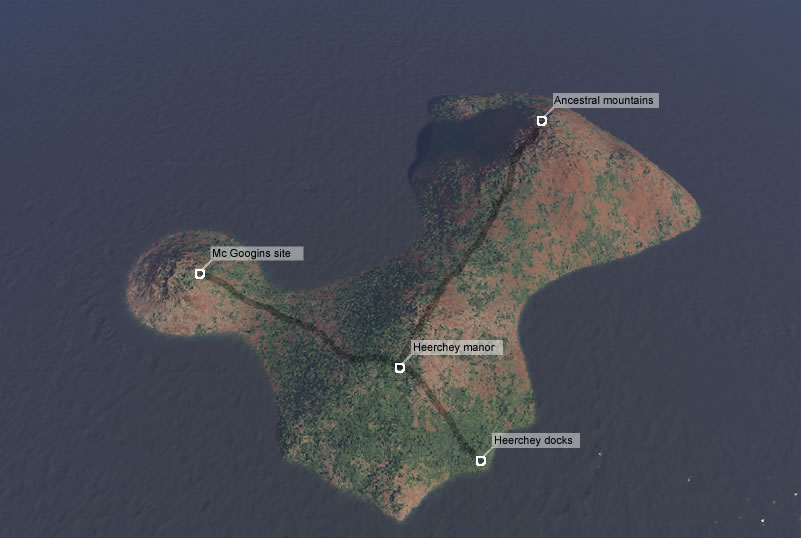 Ancestral mountains
Mc Googins site
Heerchey manor
Heerchey docks